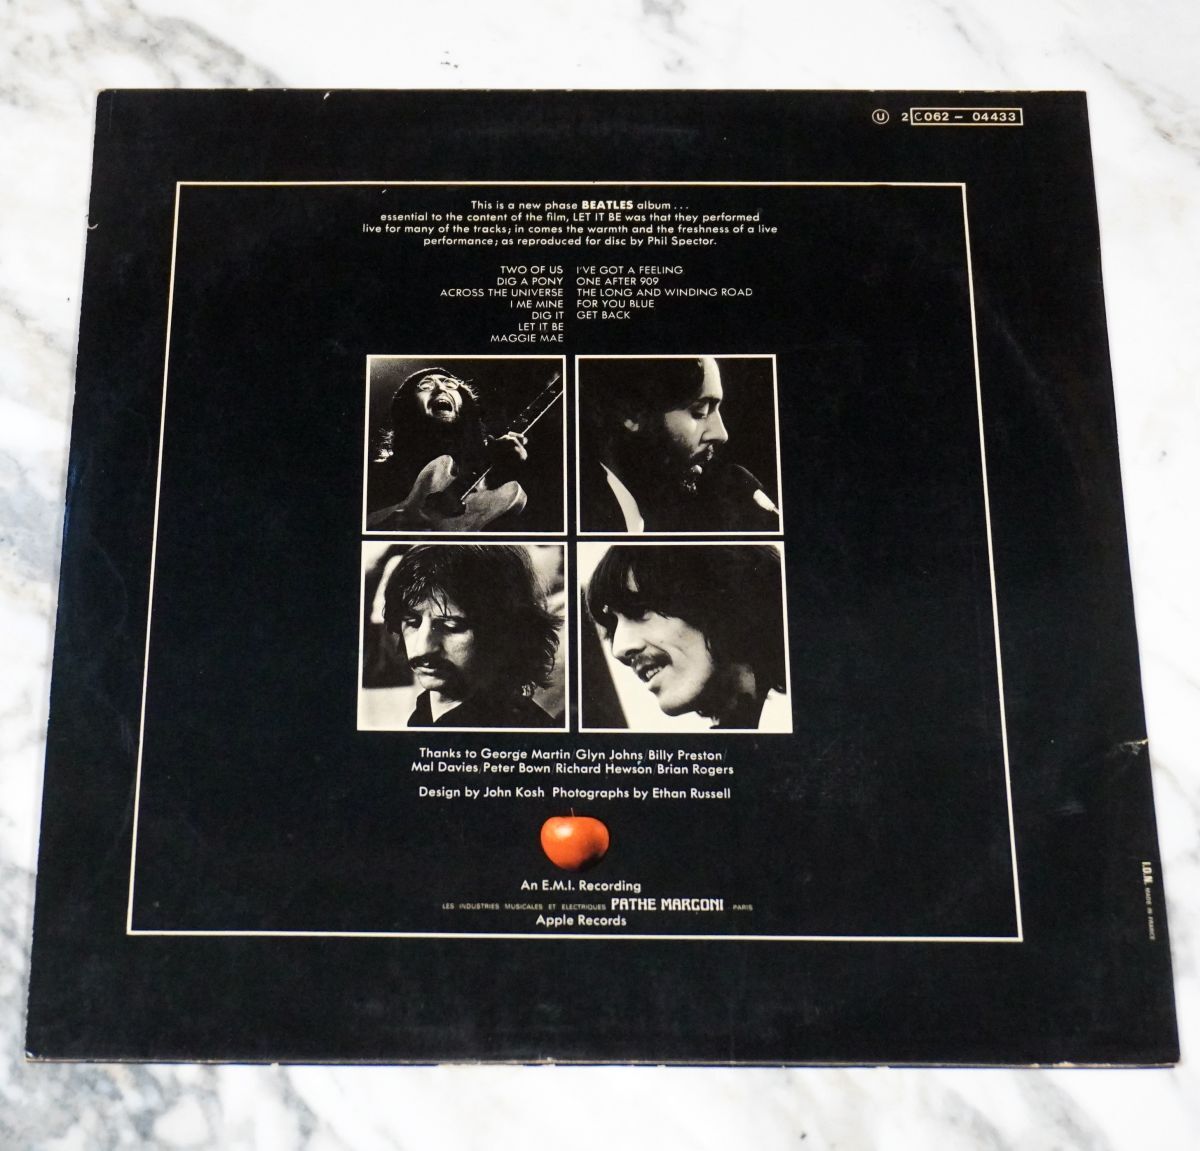 Ⓤ 2 C 062 – 04433
This is a new phase BEATLES album . . .
essential to the content of the film, LET IT BE was that they performed
live for many of the tracks; in comes the warmth and the freshness of a live
performance; as reproduced for disc by Phil Spector.
TWO OF US
DIG A PONY
ACROSS THE UNIVERSE
I ME MINE
DIG IT
LET IT BE
MAGGIE MAE
I'VE GOT A FEELING
ONE AFTER 909
THE LONG AND WINDING ROAD
FOR YOU BLUE
GET BACK
Thanks to George Martin/Glyn Johns/Billy Preston/
Mal Davies/Peter Bown/Richard Hewson/Brian Rogers
Design by John Kosh Photographs by Ethan Russell
An E.M.I. Recording
LES INDUSTRIES MUSICALES ET ELECTRIQUES PATHE MARCONI PARIS
Apple Records
I.D.N. MADE IN FRANCE